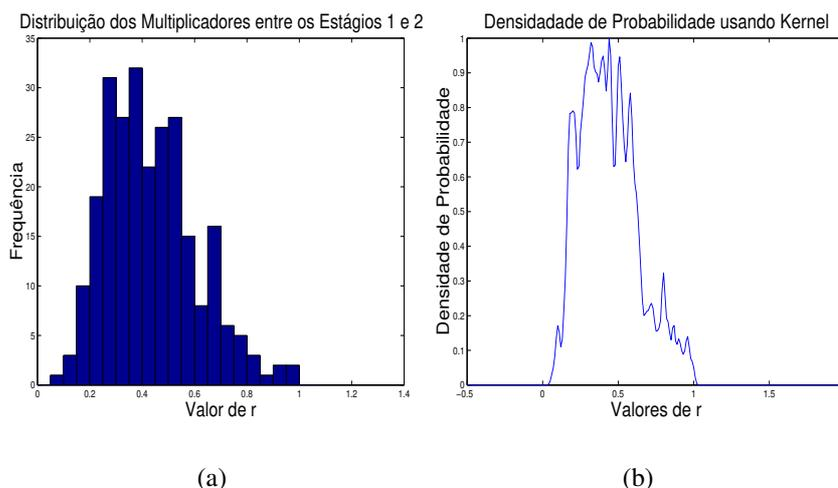 Distribuição dos Multiplicadores entre os Estágios 1 e 2
35
30
25
20
15
10
5
0
Frequência
0 0.2 0.4 0.6 0.8 1 1.2 1.4
Valor de r
(a)
Densidadade de Probabilidade usando Kernel
1
0.9
0.8
0.7
0.6
0.5
0.4
0.3
0.2
0.1
0
Densidade de Probabilidade
−0.5 0 0.5 1 1.5
Valores de r
(b)